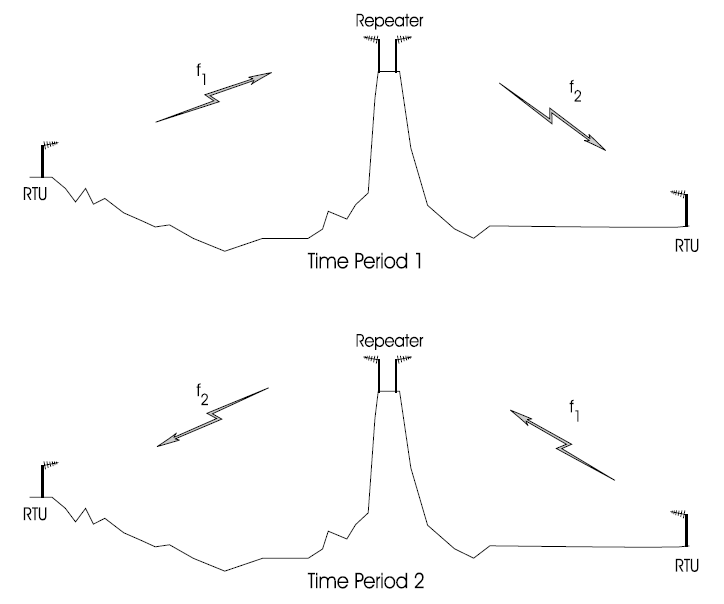 Repeater
f1
f2
RTU
RTU
Time Period 1
Repeater
f2
f1
RTU
RTU
Time Period 2